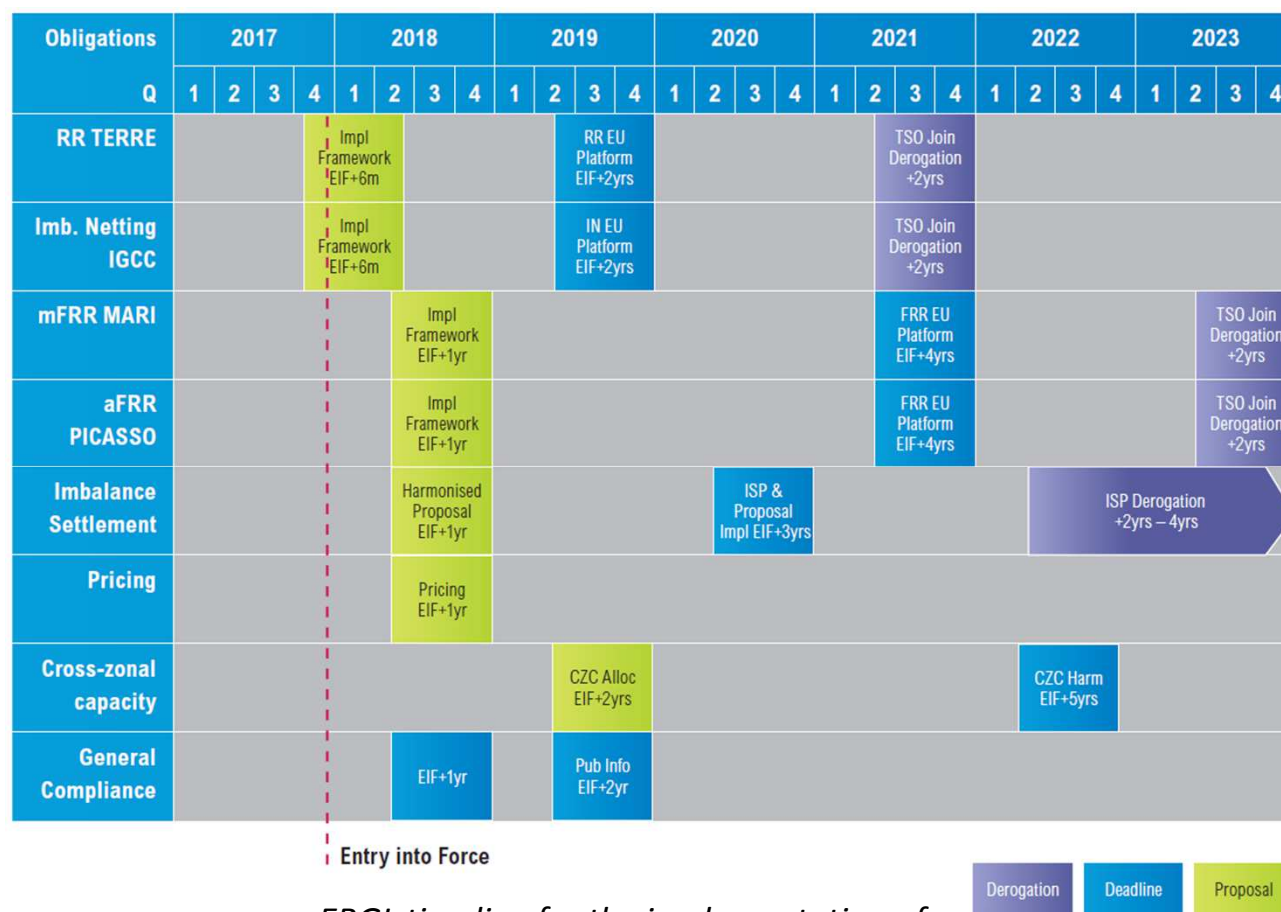 Obligations 2017 2018 2019 2020 2021 2022 2023
Q 1 2 3 4 1 2 3 4 1 2 3 4 1 2 3 4 1 2 3 4 1 2 3 4 1 2 3 4
RR TERRE
Impl
Framework
EIF+6m
RR EU
Platform
EIF+2yrs
TSO Join
Derogation
+2yrs
Imb. Netting
IGCC
Impl
Framework
EIF+6m
IN EU
Platform
EIF+2yrs
TSO Join
Derogation
+2yrs
mFRR MARI
Impl
Framework
EIF+1yr
FRR EU
Platform
EIF+4yrs
TSO Join
Derogation
+2yrs
aFRR
PICASSO
Impl
Framework
EIF+1yr
FRR EU
Platform
EIF+4yrs
TSO Join
Derogation
+2yrs
Imbalance
Settlement
Harmonised
Proposal
EIF+1yr
ISP &
Proposal
Impl EIF+3yrs
ISP Derogation
+2yrs – 4yrs
Pricing
Pricing
EIF+1yr
Cross-zonal
capacity
CZC Alloc
EIF+2yrs
CZC Harm
EIF+5yrs
General
Compliance
EIF+1yr
Pub Info
EIF+2yr
Entry into Force
Derogation Deadline Proposal